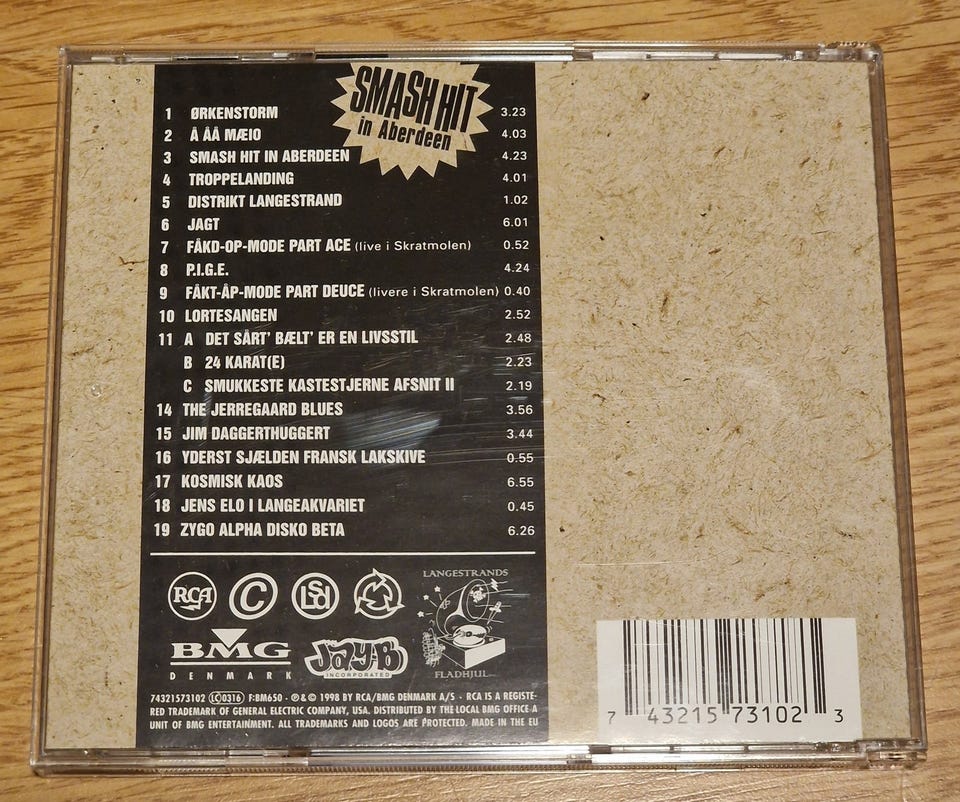 SMASH HIT
in Aberdeen
1 ØRKENSTORM 3.23
2 Å ÅÅ MÆIO 4.03
3 SMASH HIT IN ABERDEEN 4.23
4 TROPPELANDING 4.01
5 DISTRIKT LANGESTRAND 1.02
6 JAGT 6.01
7 FÅKD-OP-MODE PART ACE (live i Skratmolen) 0.52
8 P.I.G.E. 4.24
9 FÅKT-ÅP-MODE PART DEUCE (livere i Skratmolen) 0.40
10 LORTESANGEN 2.52
11 A DET SÅRT' BÆLT' ER EN LIVSSTIL 2.48
B 24 KARAT(E) 2.23
C SMUKKESTE KASTESTJERNE AFSNIT II 2.19
14 THE JERREGAARD BLUES 3.56
15 JIM DAGGERTHUGGERT 3.44
16 YDERST SJÆLDEN FRANSK LAKSKIVE 0.55
17 KOSMISK KAOS 6.55
18 JENS ELO I LANGEAKVARIET 0.45
19 ZYGO ALPHA DISKO BETA 6.26
RCA © LSD
LANGESTRANDS
FLADHJUL...
BMG
DENMARK
JAY-B
INCORPORATED
74321573102 LC 0316 F:BM650 · ℗ & © 1998 BY RCA/BMG DENMARK A/S · RCA IS A REGISTE-
RED TRADEMARK OF GENERAL ELECTRIC COMPANY, USA. DISTRIBUTED BY THE LOCAL BMG OFFICE A
UNIT OF BMG ENTERTAINMENT. ALL TRADEMARKS AND LOGOS ARE PROTECTED. MADE IN THE EU
7 43215 73102 3